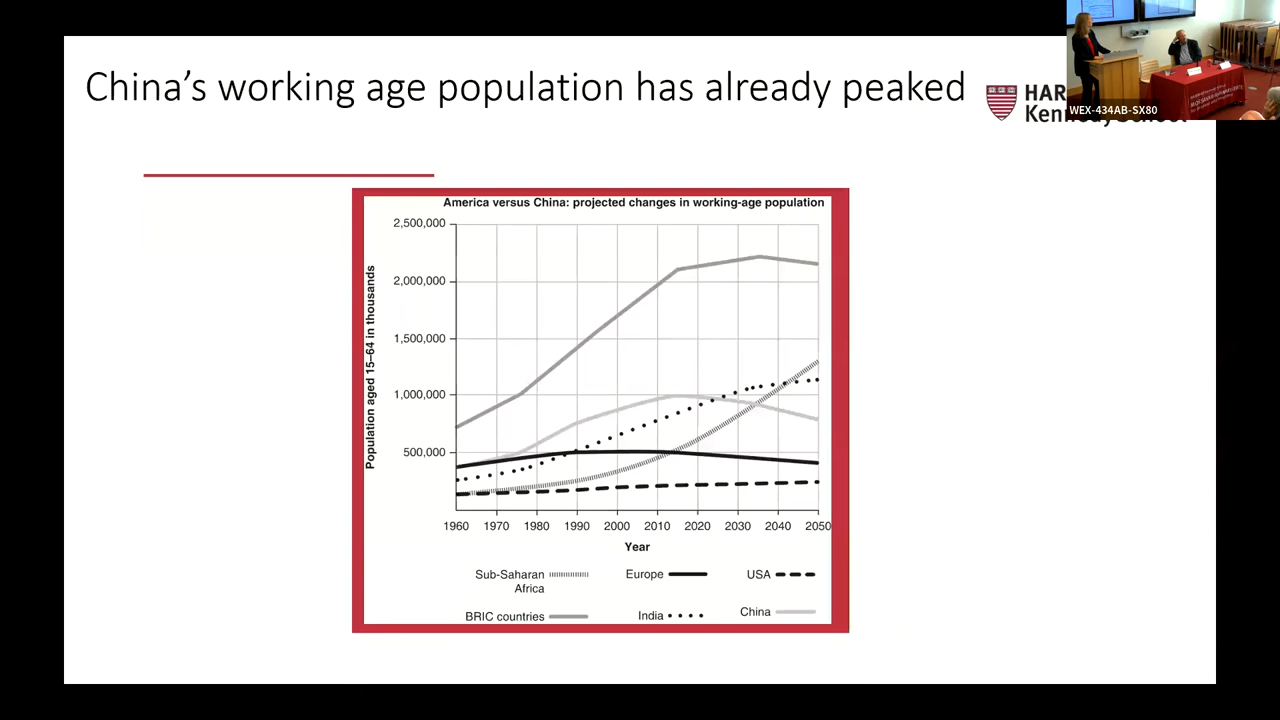 China's working age population has already peaked
HAR
Kennedy School
WEX-434AB-SX80
America versus China: projected changes in working-age population
Population aged 15–64 in thousands
2,500,000
2,000,000
1,500,000
1,000,000
500,000
1960 1970 1980 1990 2000 2010 2020 2030 2040 2050
Year
Sub-Saharan Africa
Europe
USA
BRIC countries
India
China